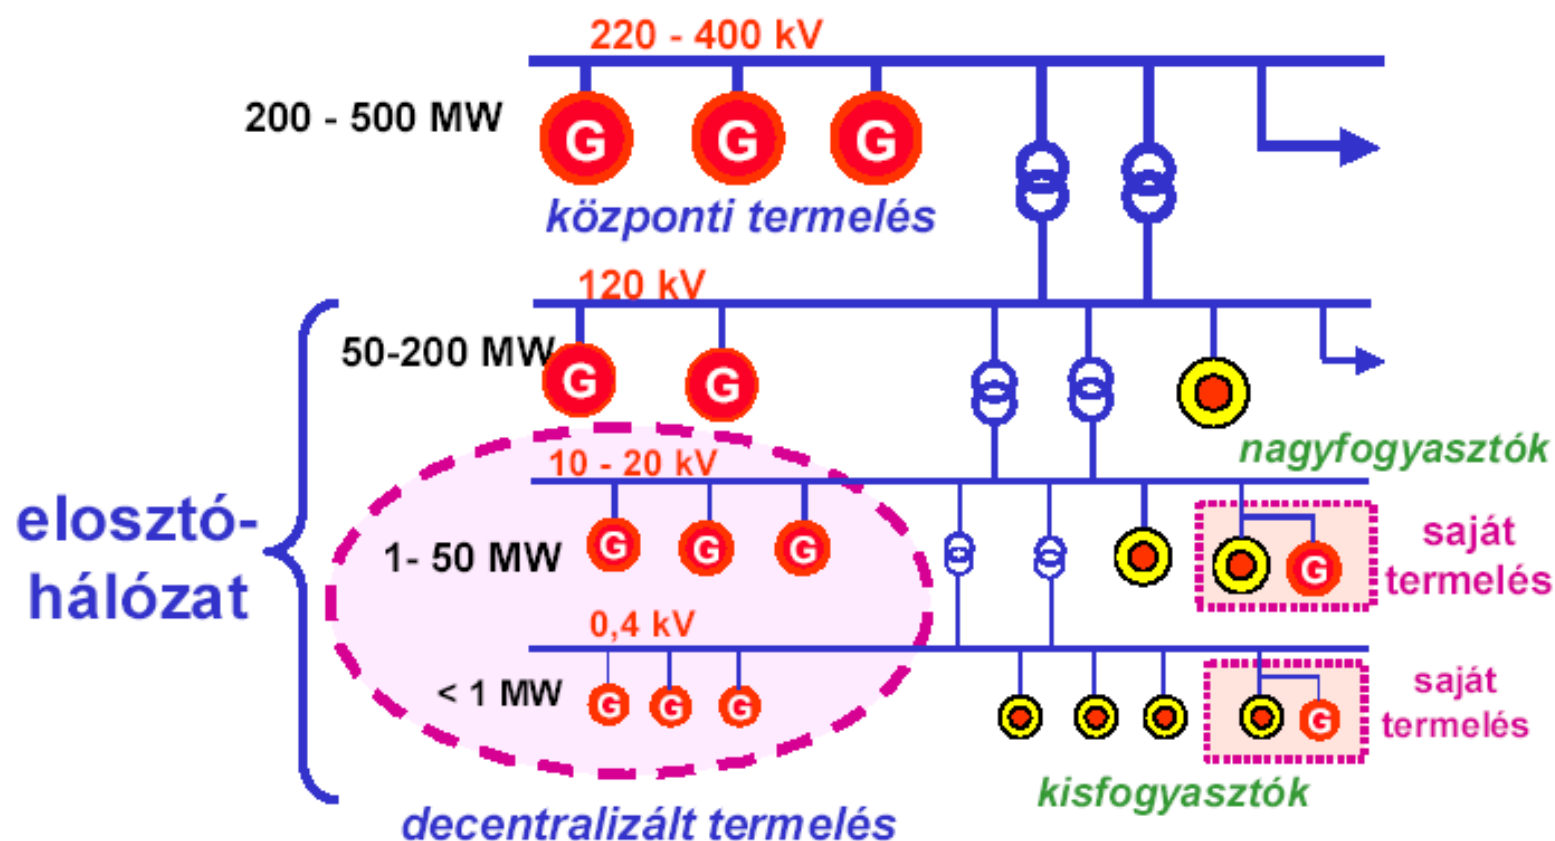 220 - 400 kV
200 - 500 MW
G G G
központi termelés
120 kV
50-200 MW
G G
nagyfogyasztók
10 - 20 kV
elosztó-
hálózat
1- 50 MW
G G G G
saját
termelés
0,4 kV
< 1 MW
G G G G
saját
termelés
kisfogyasztók
decentralizált termelés